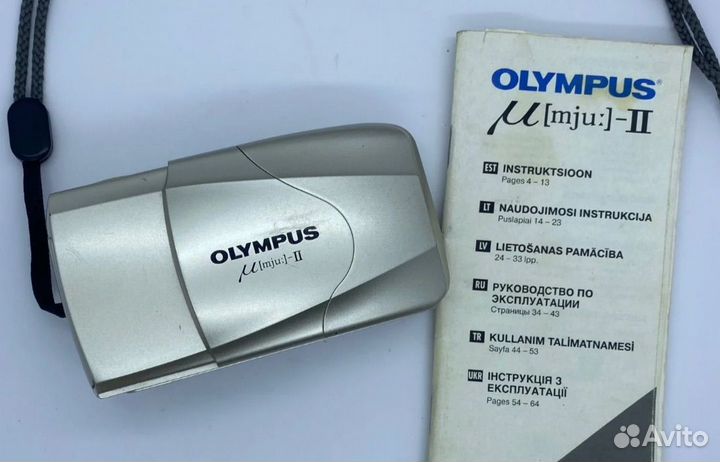 OLYMPUS
µ[mju:]-II
OLYMPUS®
µ[mju:]-II
EST INSTRUKTSIOON
Pages 4 – 13
LT NAUDOJIMOSI INSTRUKCIJA
Puslapiai 14 – 23
LV LIETOŠANAS PAMĀCĪBA
24 – 33 lpp.
RU РУКОВОДСТВО ПО
ЭКСПЛУАТАЦИИ
Страницы 34 – 43
TR KULLANIM TALİMATNAMESİ
Sayfa 44 – 53
UKR ІНСТРУКЦІЯ З
ЕКСПЛУАТАЦІЇ
Pages 54 – 64
Avito